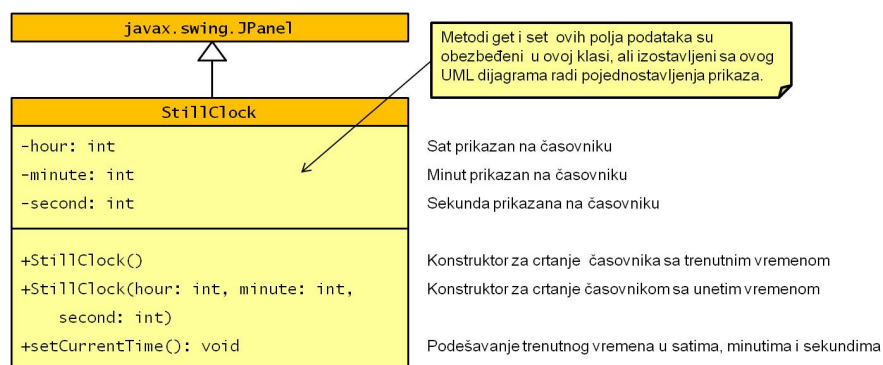 javax.swing.JPanel
Metodi get i set ovih polja podataka su
obezbeđeni u ovoj klasi, ali izostavljeni sa ovog
UML dijagrama radi pojednostavljenja prikaza.
StillClock
-hour: int
Sat prikazan na časovniku
-minute: int
Minut prikazan na časovniku
-second: int
Sekunda prikazana na časovniku
+StillClock()
Konstruktor za crtanje časovnika sa trenutnim vremenom
+StillClock(hour: int, minute: int,
Konstruktor za crtanje časovnikom sa unetim vremenom
second: int)
+setCurrentTime(): void
Podešavanje trenutnog vremena u satima, minutima i sekundima